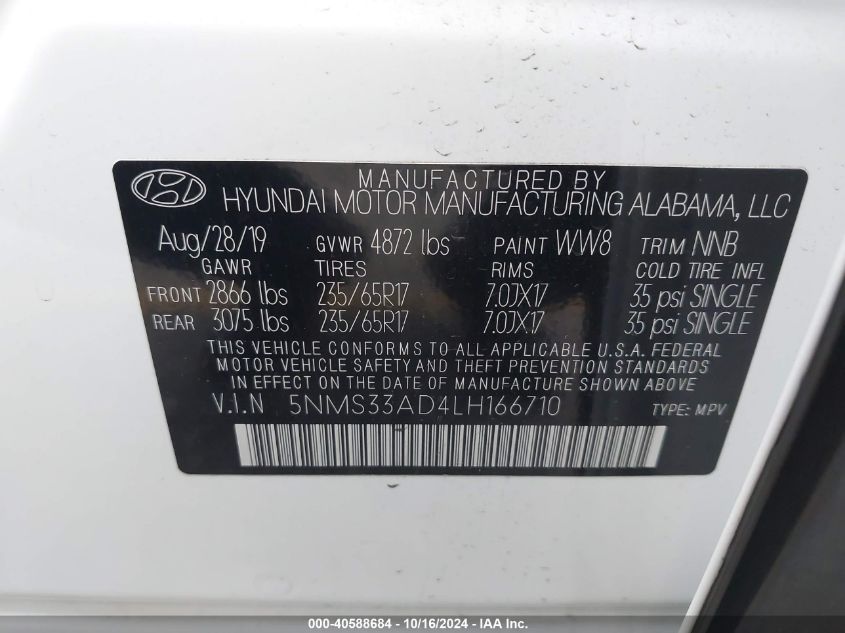 MANUFACTURED BY
HYUNDAI MOTOR MANUFACTURING ALABAMA, LLC
Aug/28/19 GVWR 4872 lbs PAINT WW8 TRIM NNB
GAWR TIRES RIMS COLD TIRE INFL
FRONT 2866 lbs 235/65R17 7.0JX17 35 psi SINGLE
REAR 3075 lbs 235/65R17 7.0JX17 35 psi SINGLE
THIS VEHICLE CONFORMS TO ALL APPLICABLE U.S.A. FEDERAL
MOTOR VEHICLE SAFETY AND THEFT PREVENTION STANDARDS
IN EFFECT ON THE DATE OF MANUFACTURE SHOWN ABOVE
V.I.N 5NMS33AD4LH166710 TYPE: MPV
000-40588684 - 10/16/2024 - IAA Inc.